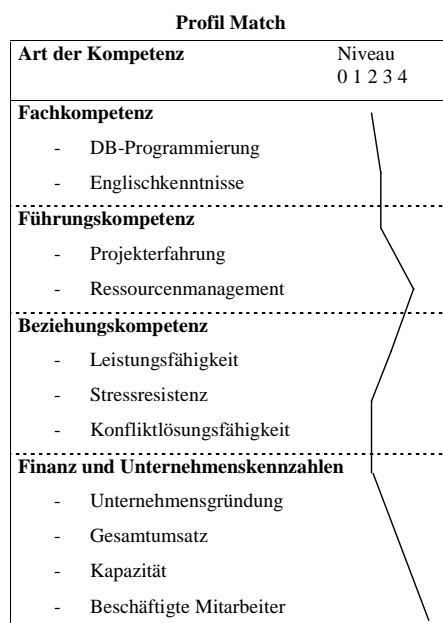 Profil Match
Art der Kompetenz Niveau
0 1 2 3 4
Fachkompetenz
- DB-Programmierung
- Englischkenntnisse
Führungskompetenz
- Projekterfahrung
- Ressourcenmanagement
Beziehungskompetenz
- Leistungsfähigkeit
- Stressresistenz
- Konfliktlösungsfähigkeit
Finanz und Unternehmenskennzahlen
- Unternehmensgründung
- Gesamtumsatz
- Kapazität
- Beschäftigte Mitarbeiter